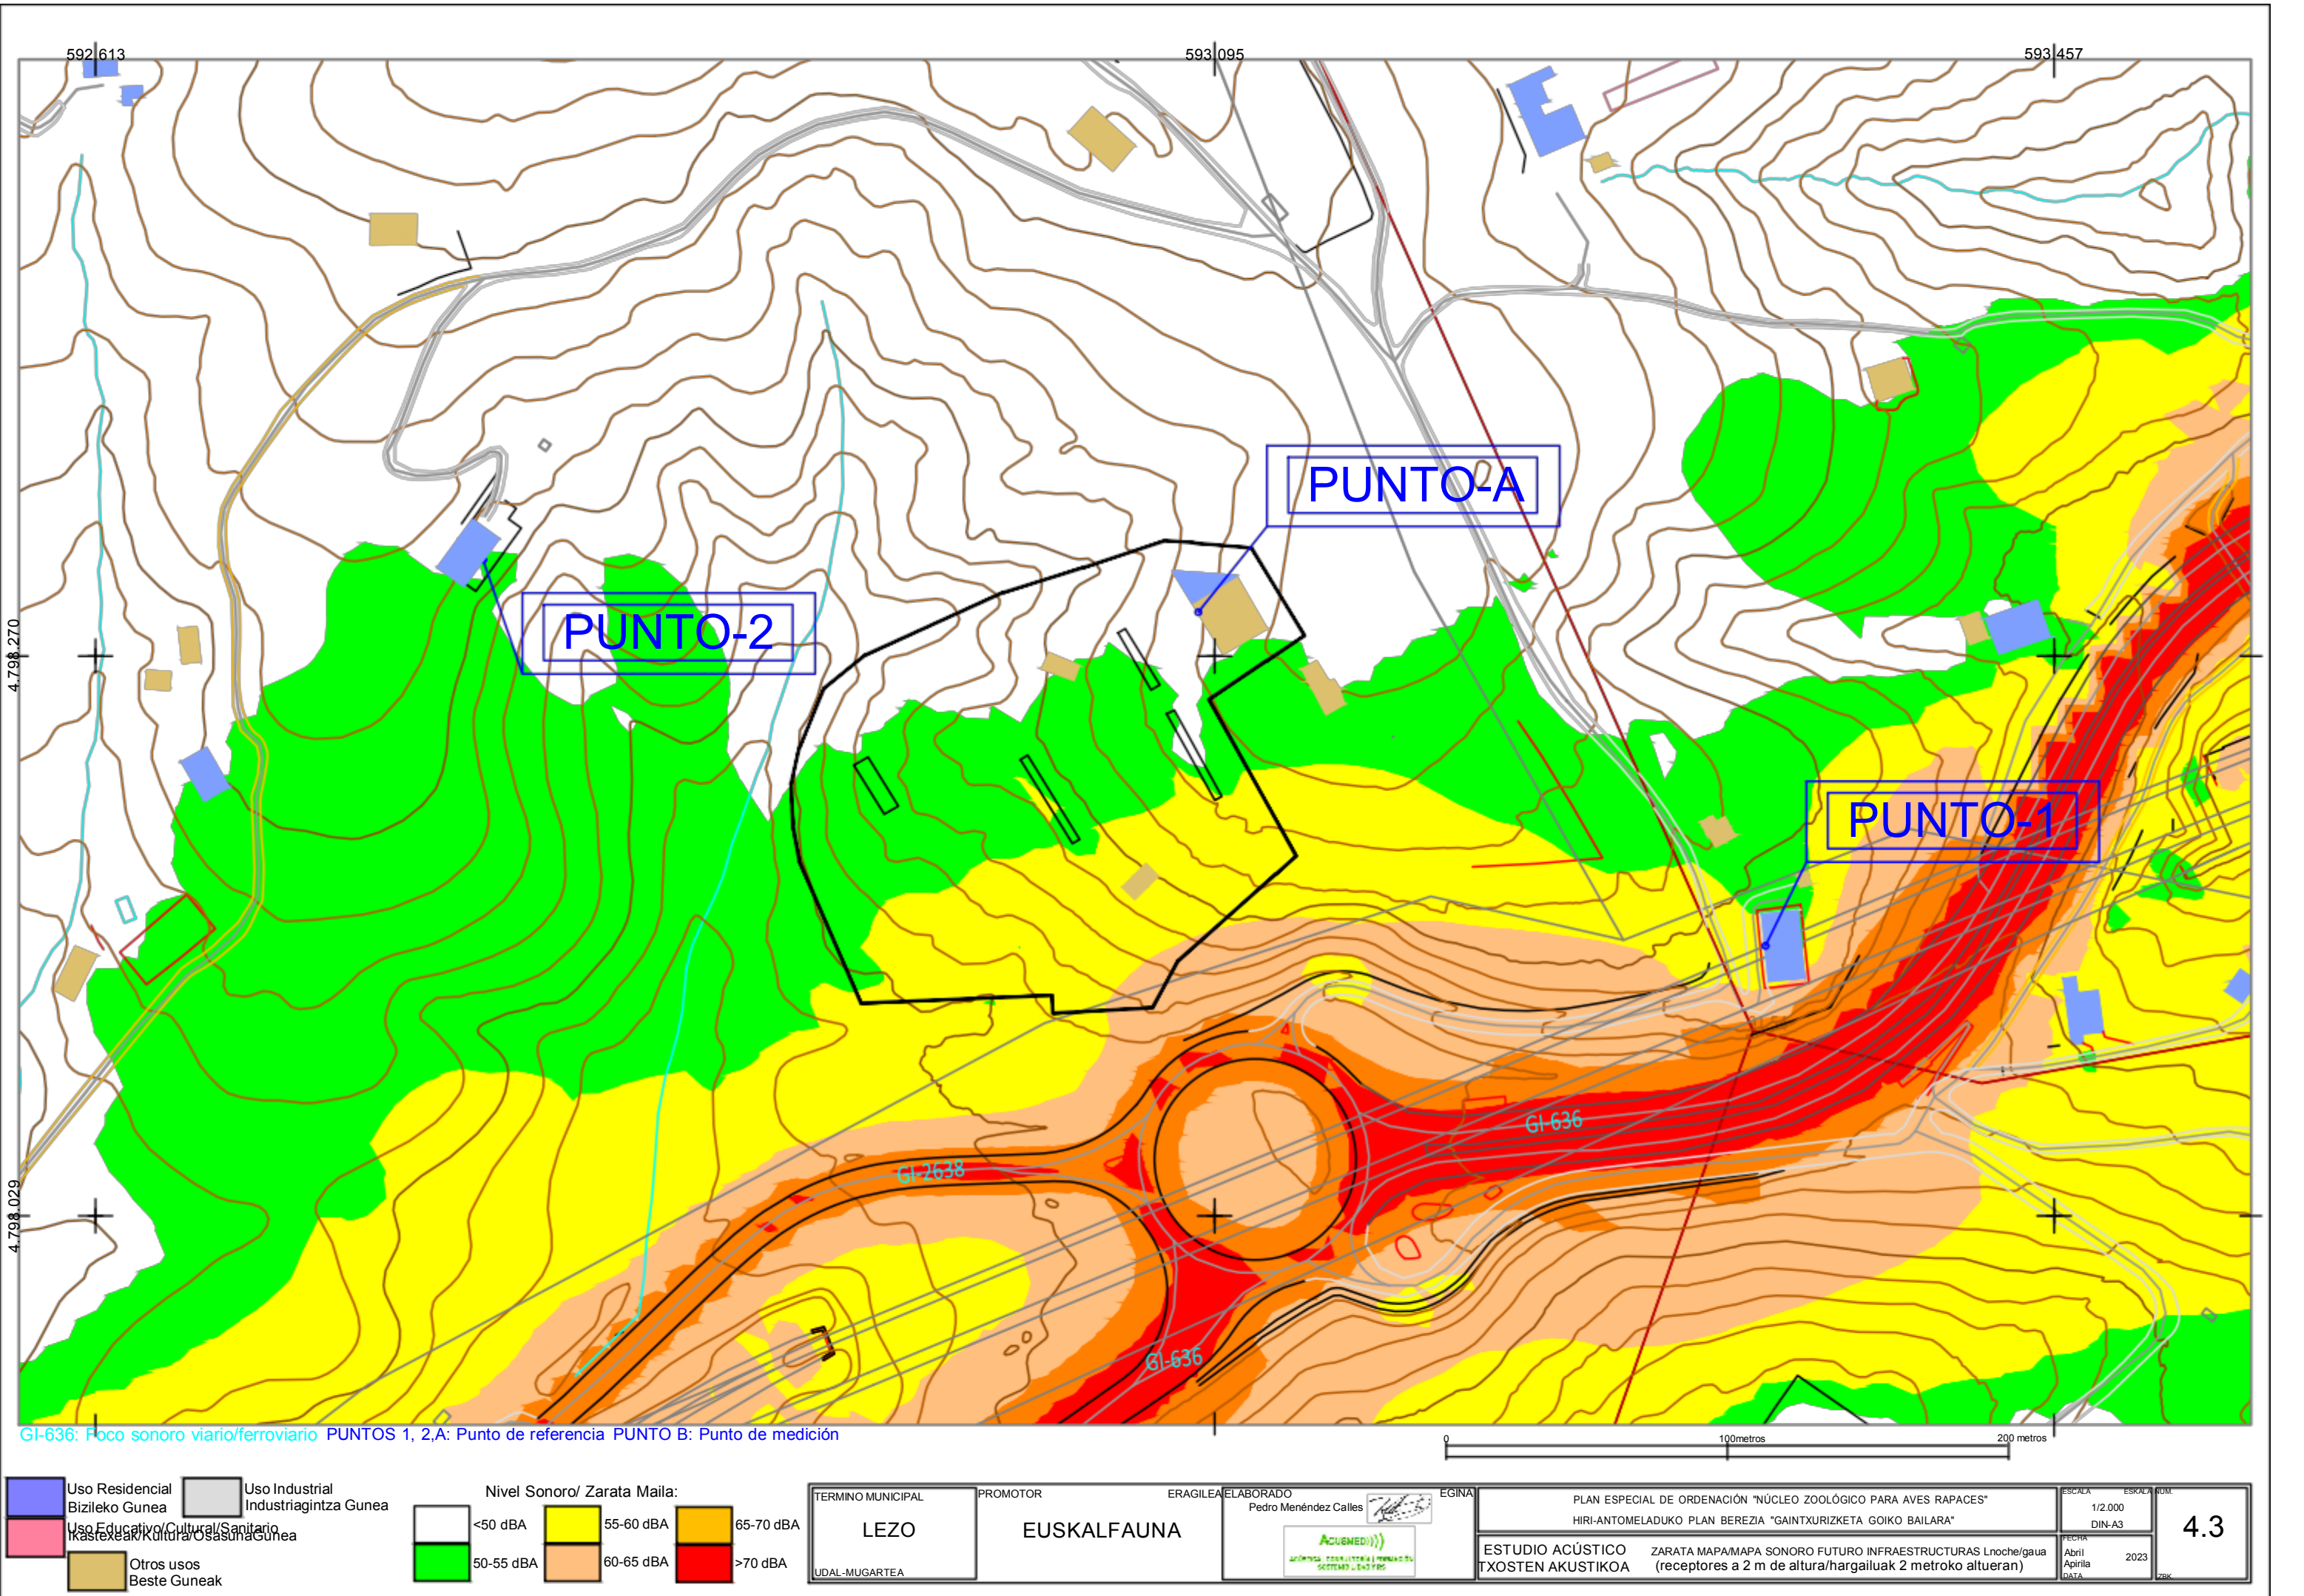 592.613
593.095
593.457
PUNTO-A
PUNTO-2
4.798.270
PUNTO-1
GI-636
GI-2638
4.798.029
GI-636
GI-636: Foco sonoro viario/ferroviario PUNTOS 1, 2,A: Punto de referencia PUNTO B: Punto de medición
0
100metros
200 metros
Uso Residencial
Bizileko Gunea
Uso Industrial
Industriagintza Gunea
Uso Educativo/Cultural/Sanitario
Ikastexeak/Kultura/OsasunaGunea
Otros usos
Beste Guneak
Nivel Sonoro/ Zarata Maila:
<50 dBA
55-60 dBA
65-70 dBA
50-55 dBA
60-65 dBA
>70 dBA
TERMINO MUNICIPAL
LEZO
UDAL-MUGARTEA
PROMOTOR
ERAGILEA
EUSKALFAUNA
ELABORADO
EGINA
Pedro Menéndez Calles
ACUSMED)))
PLAN ESPECIAL DE ORDENACIÓN "NÚCLEO ZOOLÓGICO PARA AVES RAPACES"
HIRI-ANTOMELADUKO PLAN BEREZIA "GAINTXURIZKETA GOIKO BAILARA"
ESTUDIO ACÚSTICO
TXOSTEN AKUSTIKOA
ZARATA MAPA/MAPA SONORO FUTURO INFRAESTRUCTURAS Lnoche/gaua
(receptores a 2 m de altura/hargailuak 2 metroko altueran)
ESCALA
ESKALA
1/2.000
DIN-A3
FECHA
Abril
Apirila
2023
DATA
NUM.
4.3
ZBK.